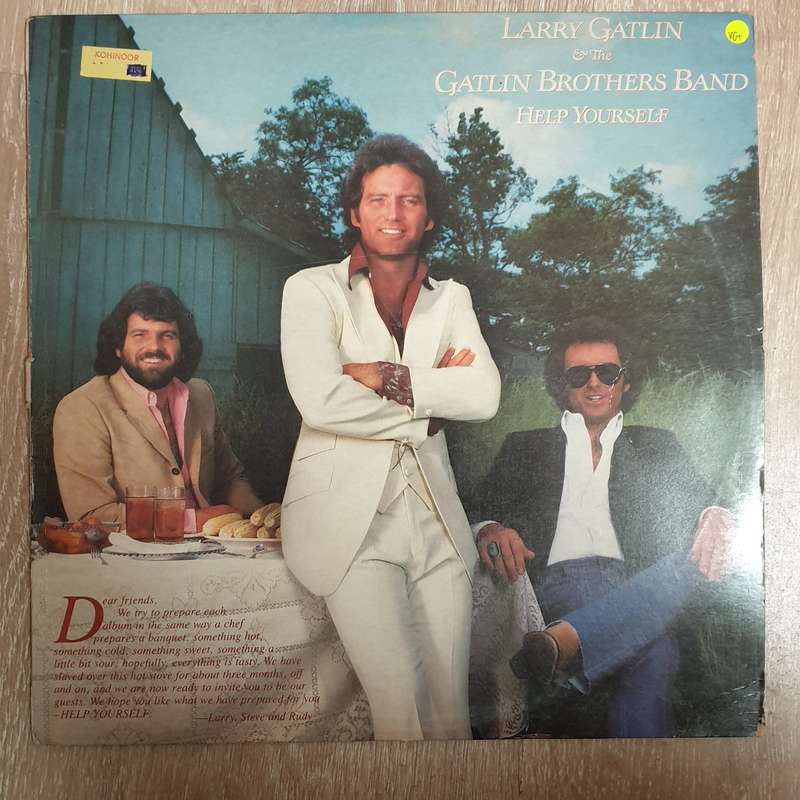 LARRY GATLIN
& The
GATLIN BROTHERS BAND
HELP YOURSELF
VG+
KOHINOOR
Dear friends,
We try to prepare each
album in the same way a chef
prepares a banquet, something hot,
something cold, something sweet, something a
little bit sour, hopefully, everything is tasty. We have
slaved over this hot stove for about three months, off
and on, and we are now ready to invite you to be our
guests. We hope you like what we have prepared for you
—HELP YOURSELF.
—Larry, Steve and Rudy